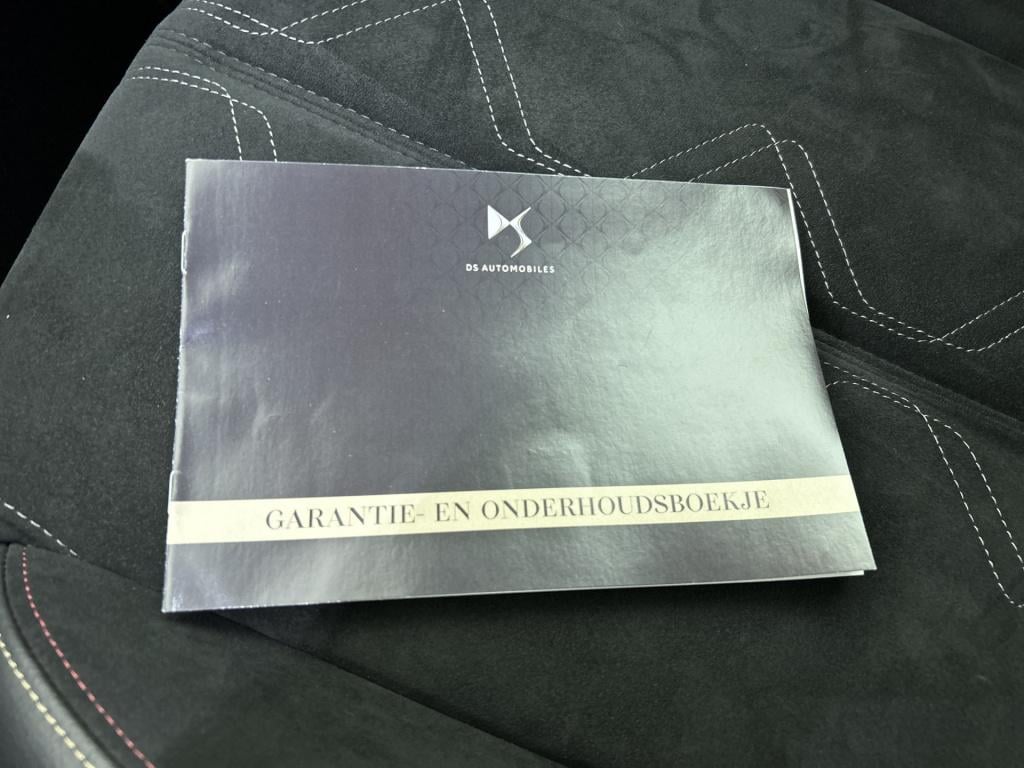 DS AUTOMOBILES
GARANTIE- EN ONDERHOUDSBOEKJE